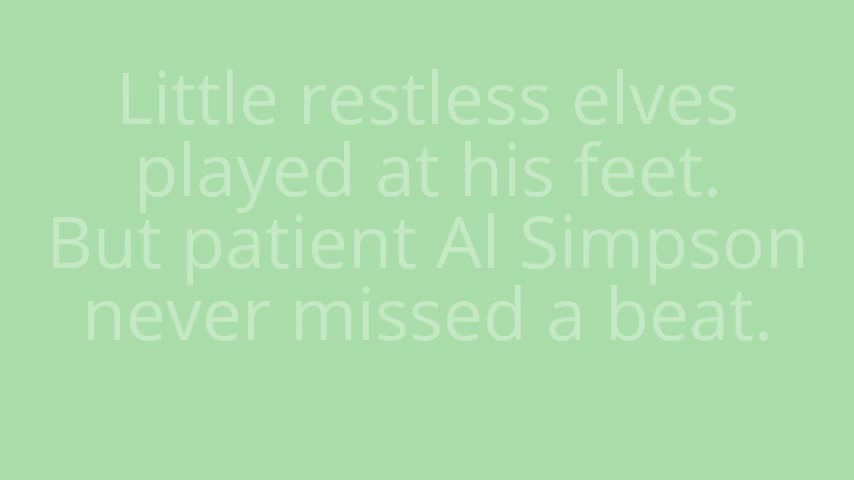 Little restless elves
played at his feet.
But patient Al Simpson
never missed a beat.